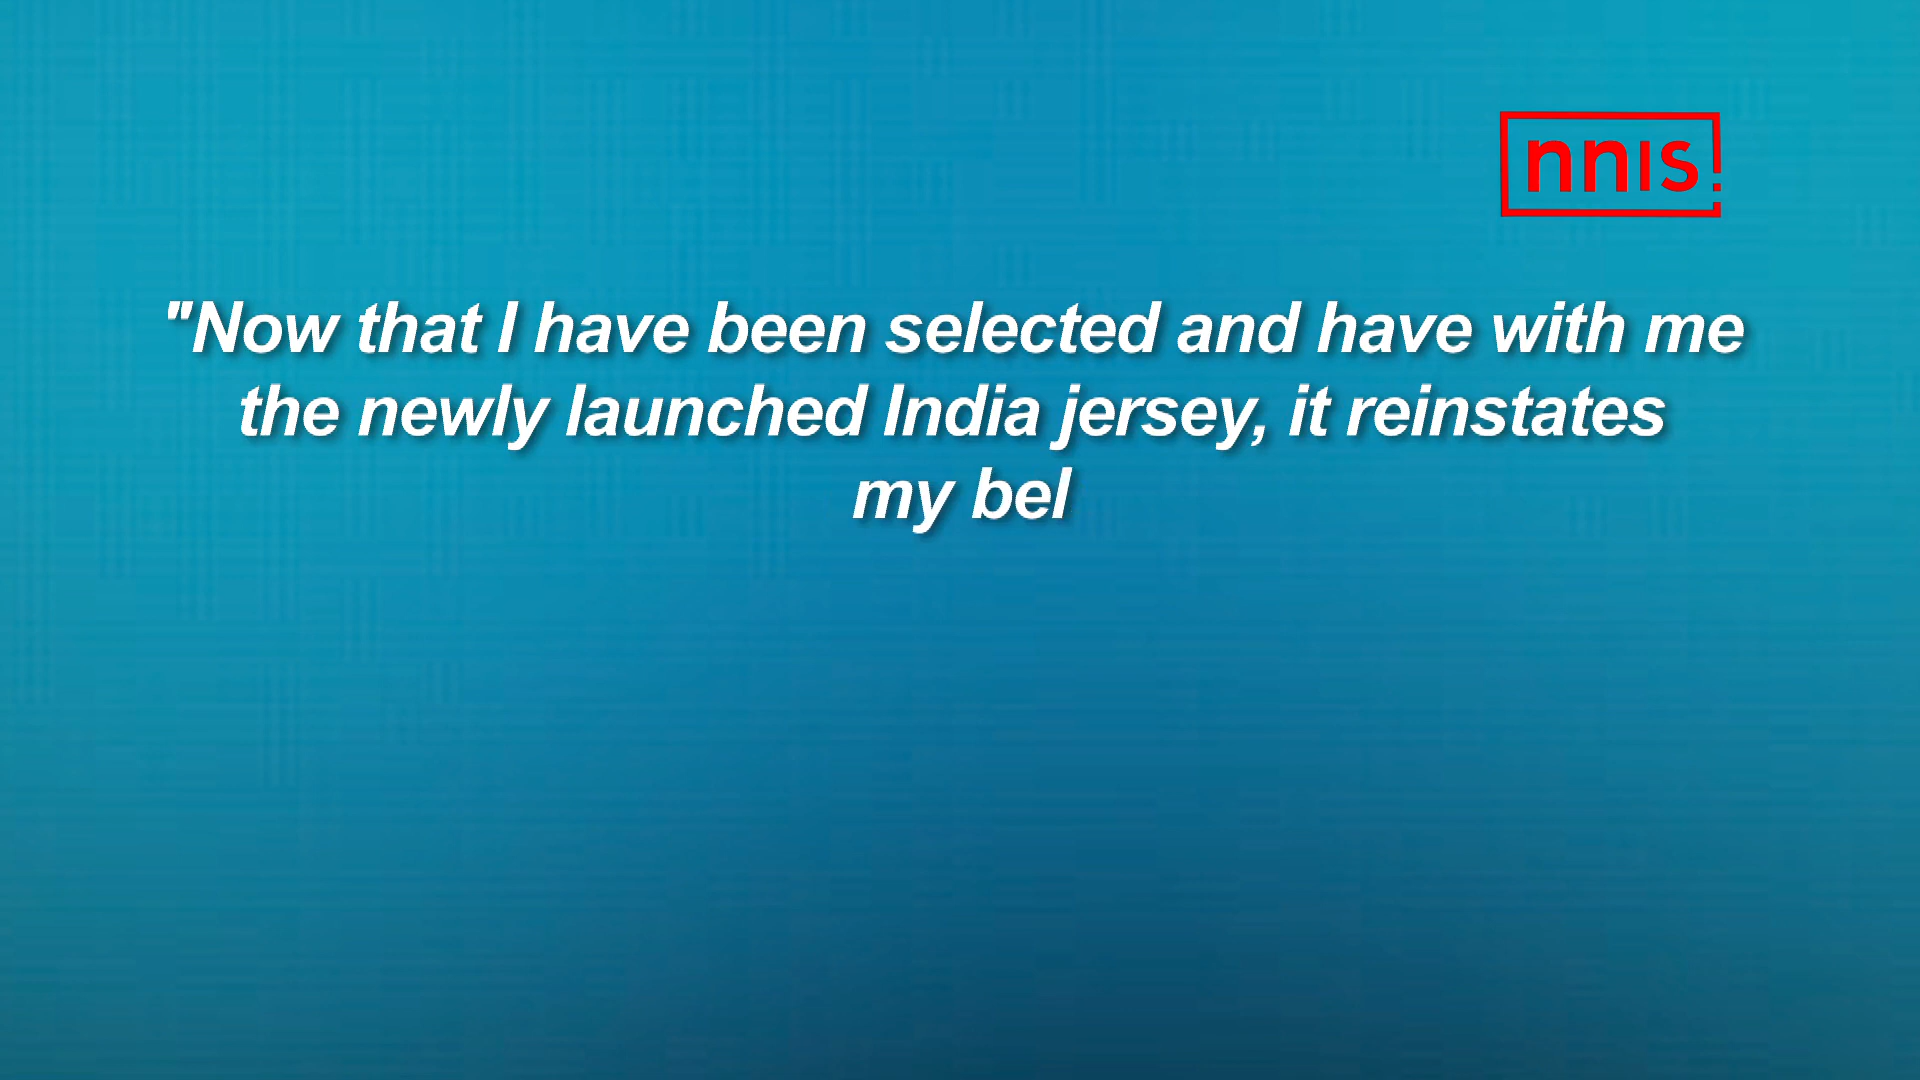 nnis
"Now that I have been selected and have with me
the newly launched India jersey, it reinstates
my bel